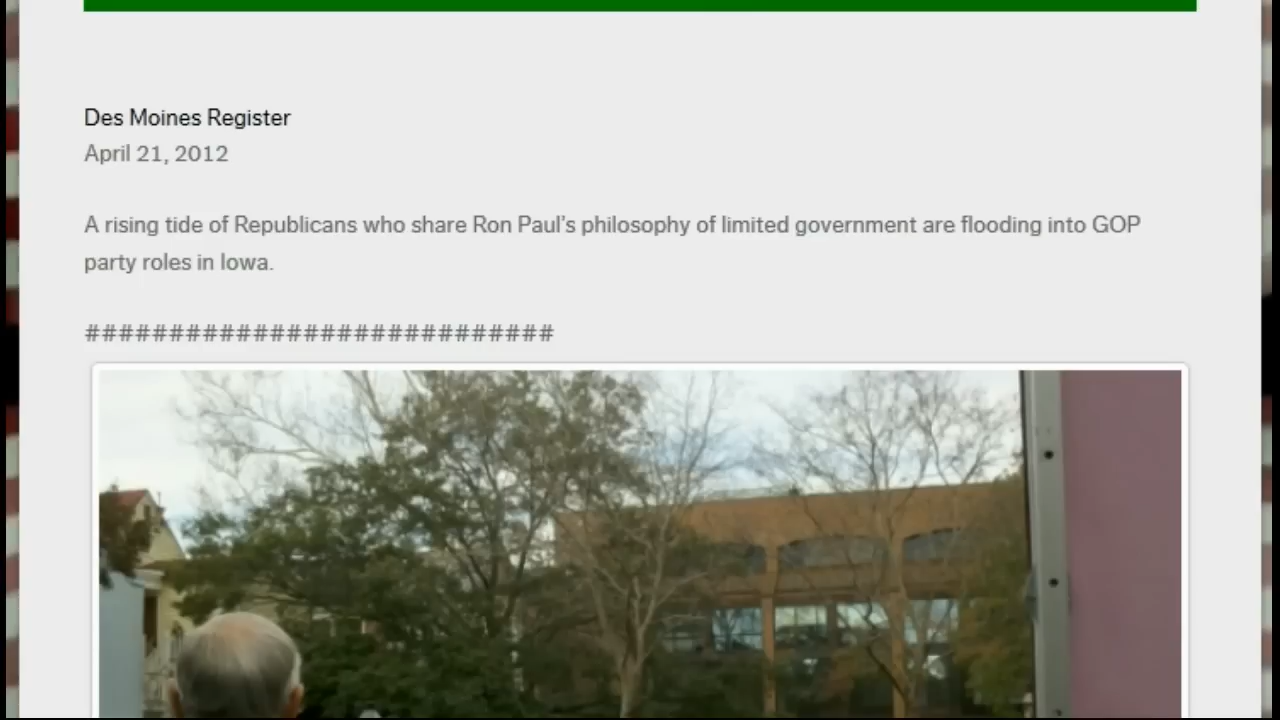 Des Moines Register
April 21, 2012
A rising tide of Republicans who share Ron Paul's philosophy of limited government are flooding into GOP
party roles in Iowa.
############################